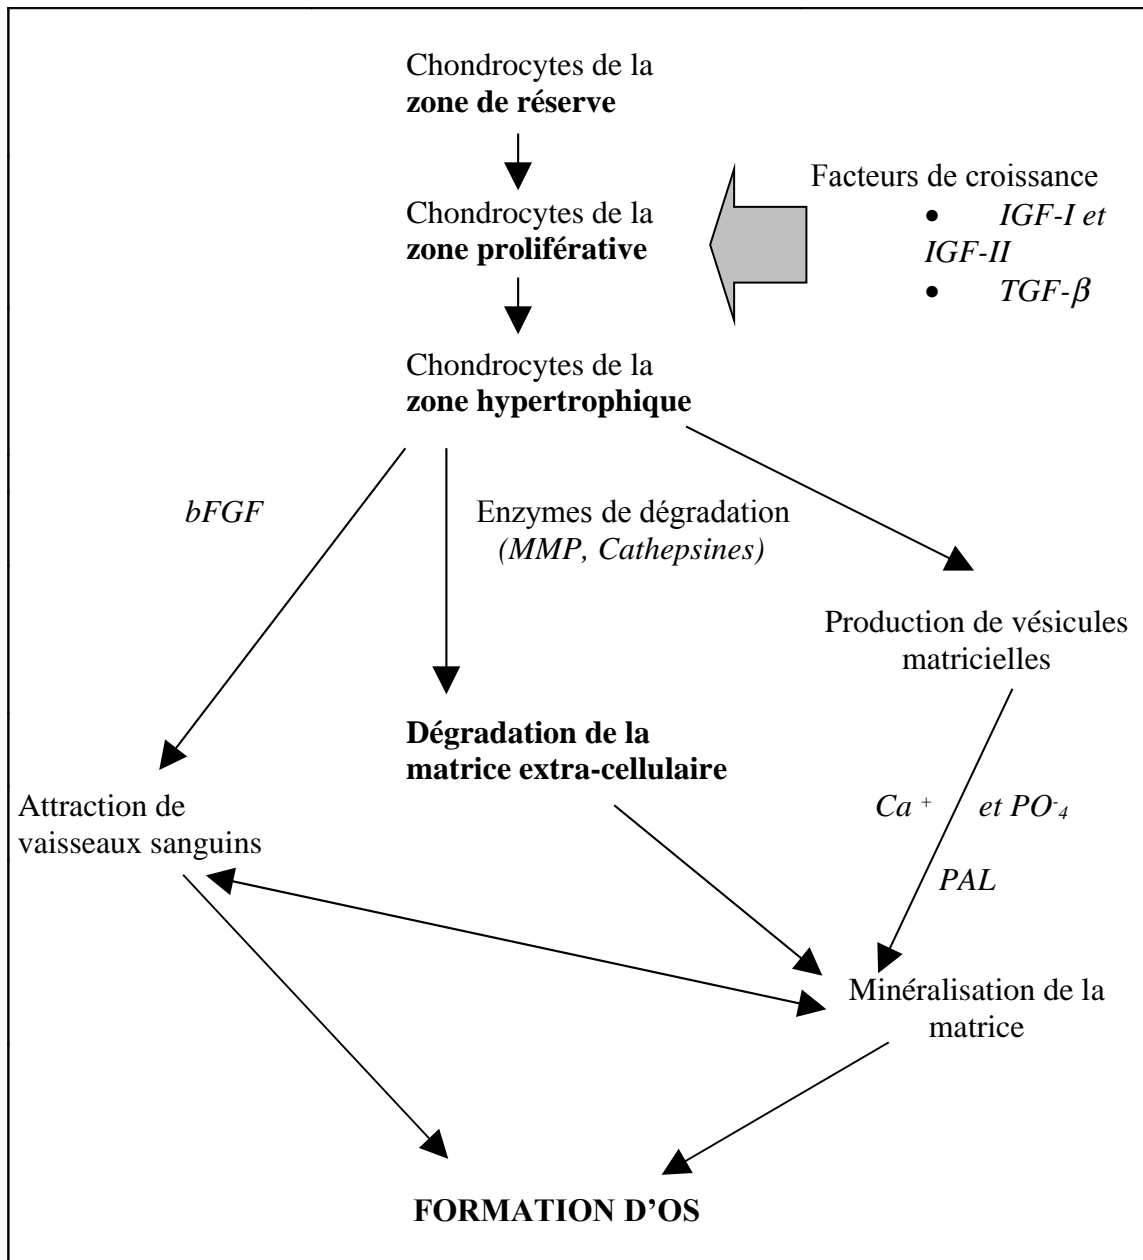 Chondrocytes de la
zone de réserve
Chondrocytes de la
zone proliférative
Facteurs de croissance
• IGF-I et
IGF-II
• TGF-β
Chondrocytes de la
zone hypertrophique
bFGF
Enzymes de dégradation
(MMP, Cathepsines)
Production de vésicules
matricielles
Dégradation de la
matrice extra-cellulaire
Attraction de
vaisseaux sanguins
Ca⁺ et PO⁻₄
PAL
Minéralisation de la
matrice
FORMATION D'OS